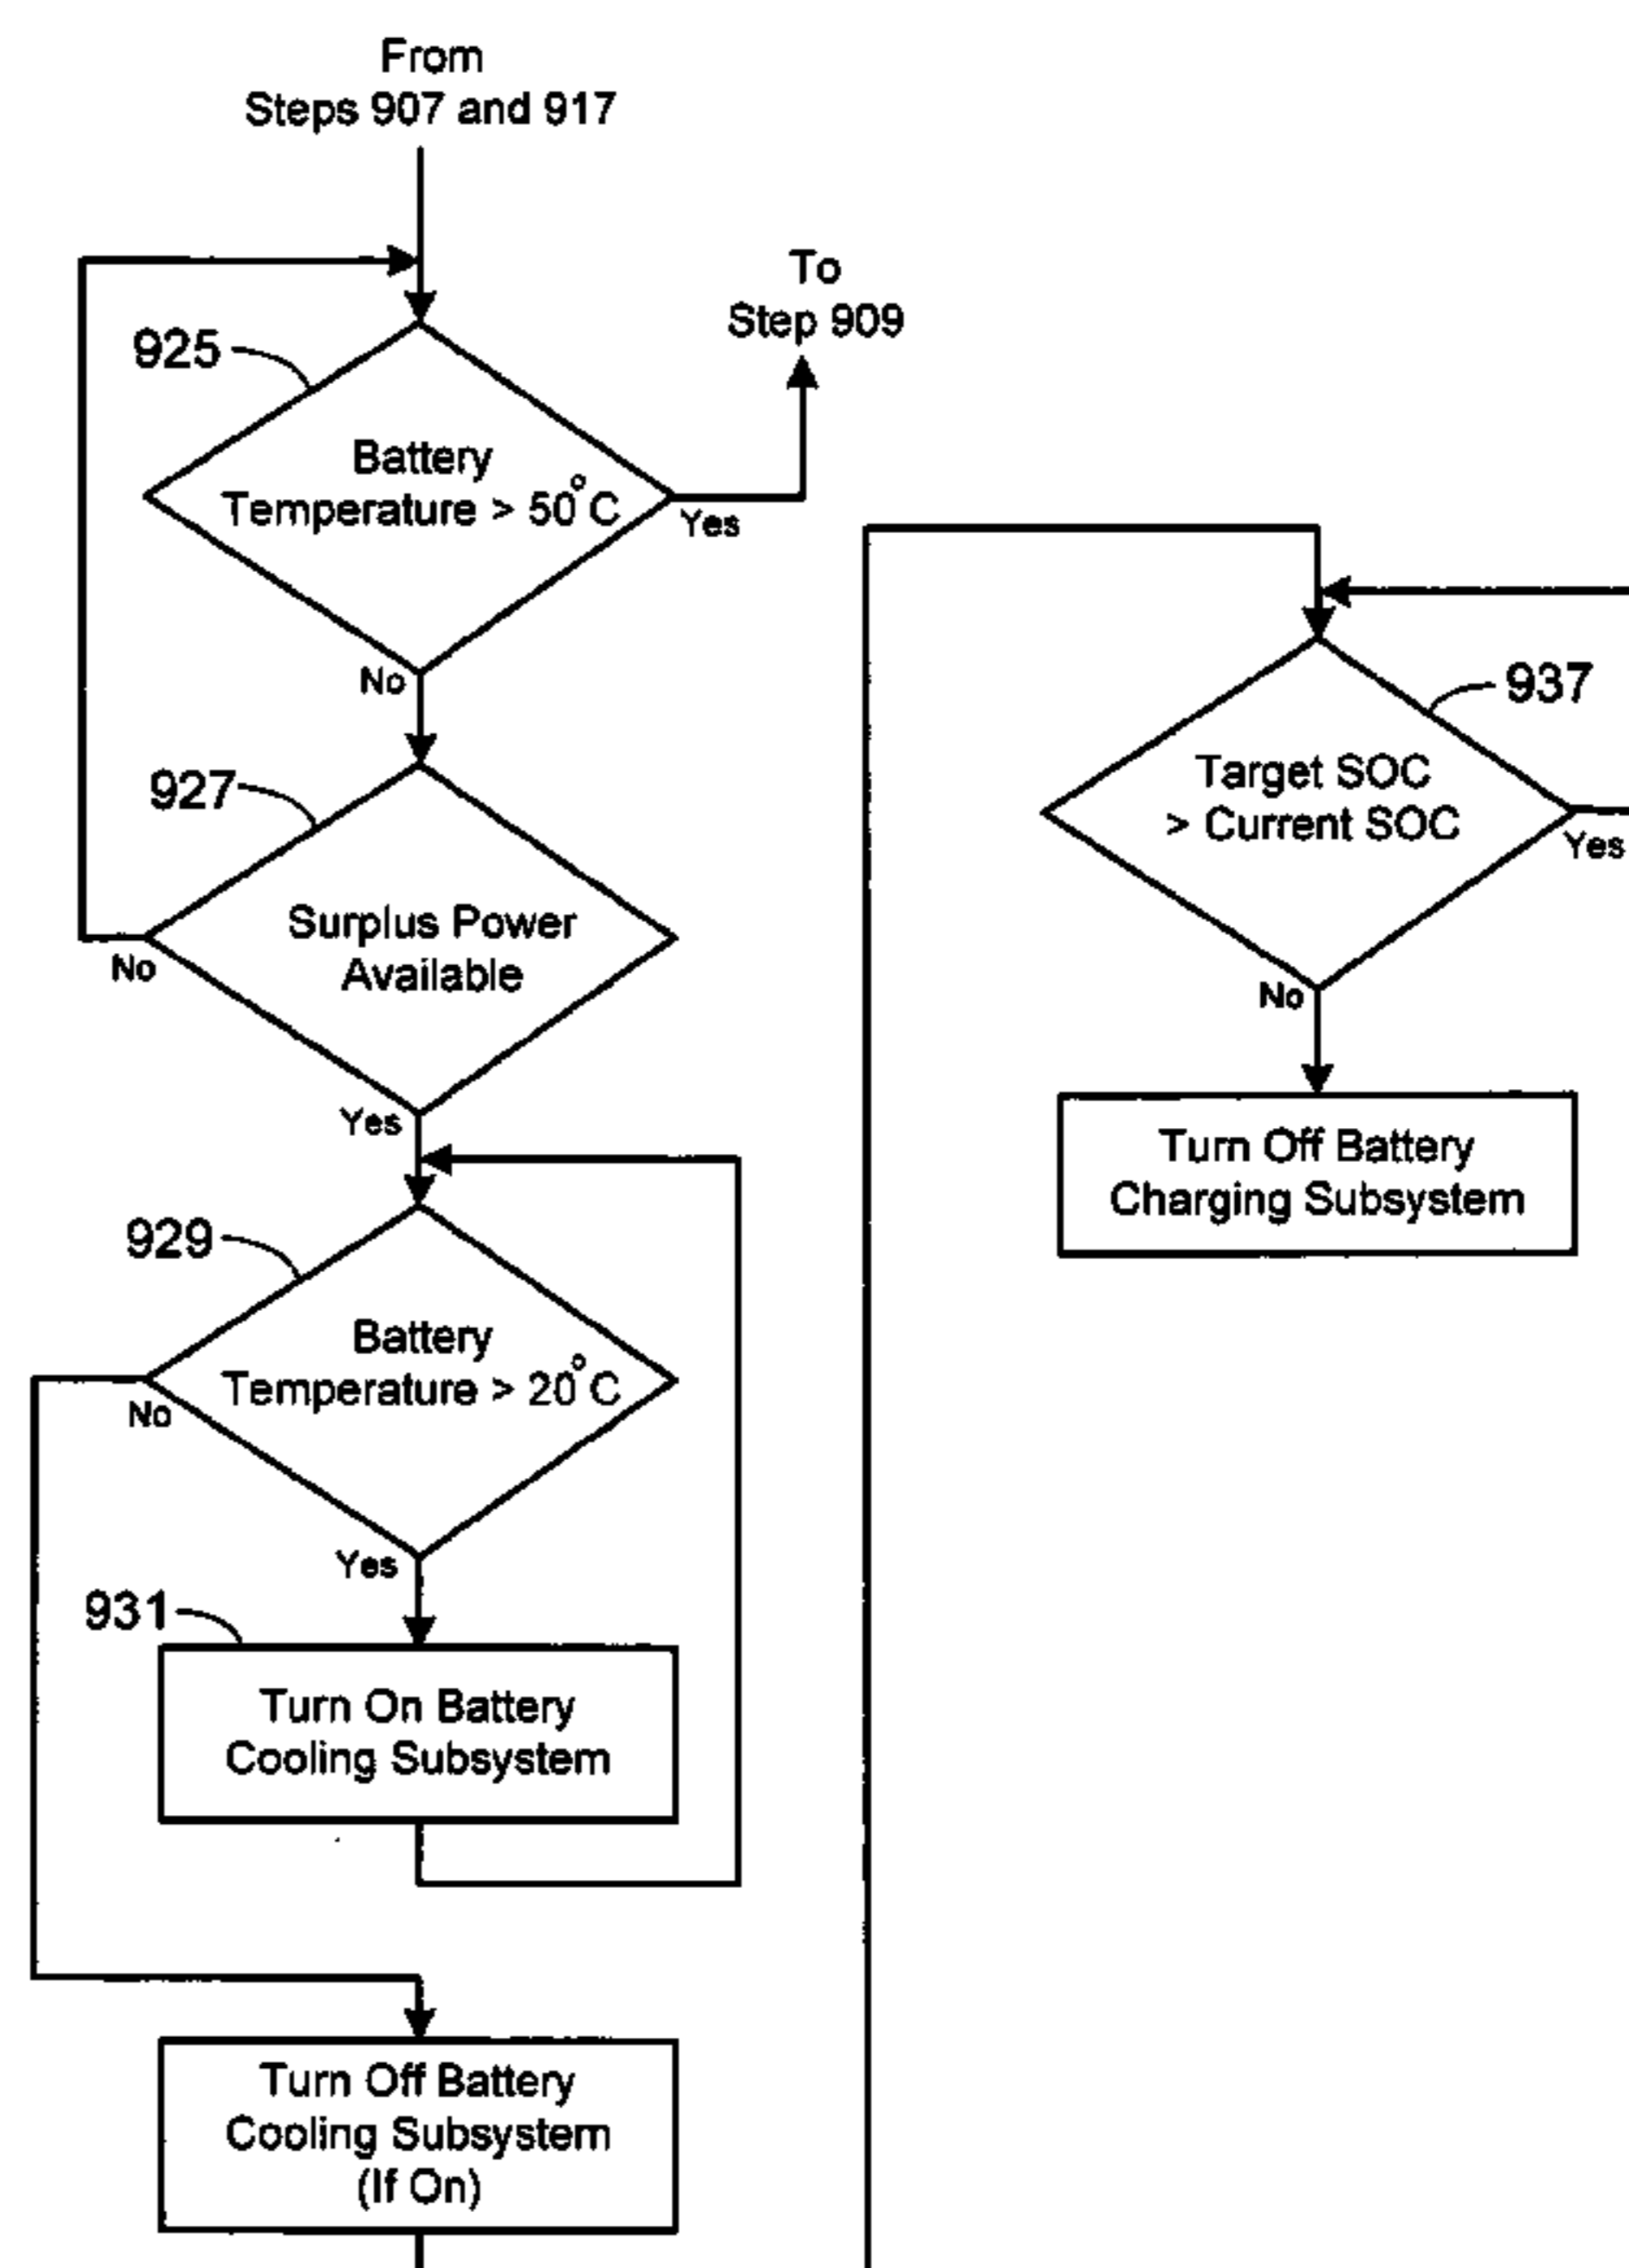 From
Steps 907 and 917
To
Step 909
925
Battery
Temperature > 50°C
Yes
No
927
Surplus Power
Available
No
Yes
929
Battery
Temperature > 20°C
No
Yes
931
Turn On Battery
Cooling Subsystem
Turn Off Battery
Cooling Subsystem
(If On)
937
Target SOC
> Current SOC
Yes
No
Turn Off Battery
Charging Subsystem